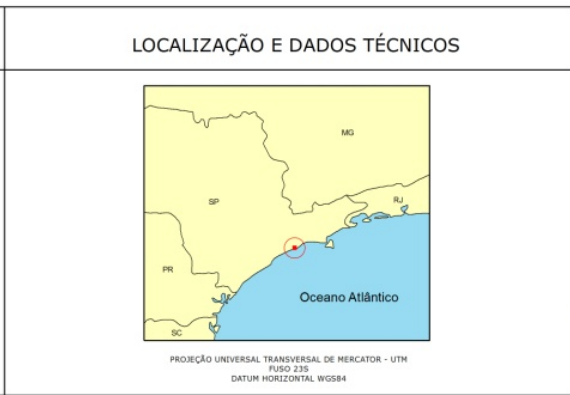 LOCALIZAÇÃO E DADOS TÉCNICOS
MG
SP
RJ
PR
Oceano Atlântico
SC
PROJEÇÃO UNIVERSAL TRANSVERSAL DE MERCATOR - UTM
FUSO 23S
DATUM HORIZONTAL WGS84